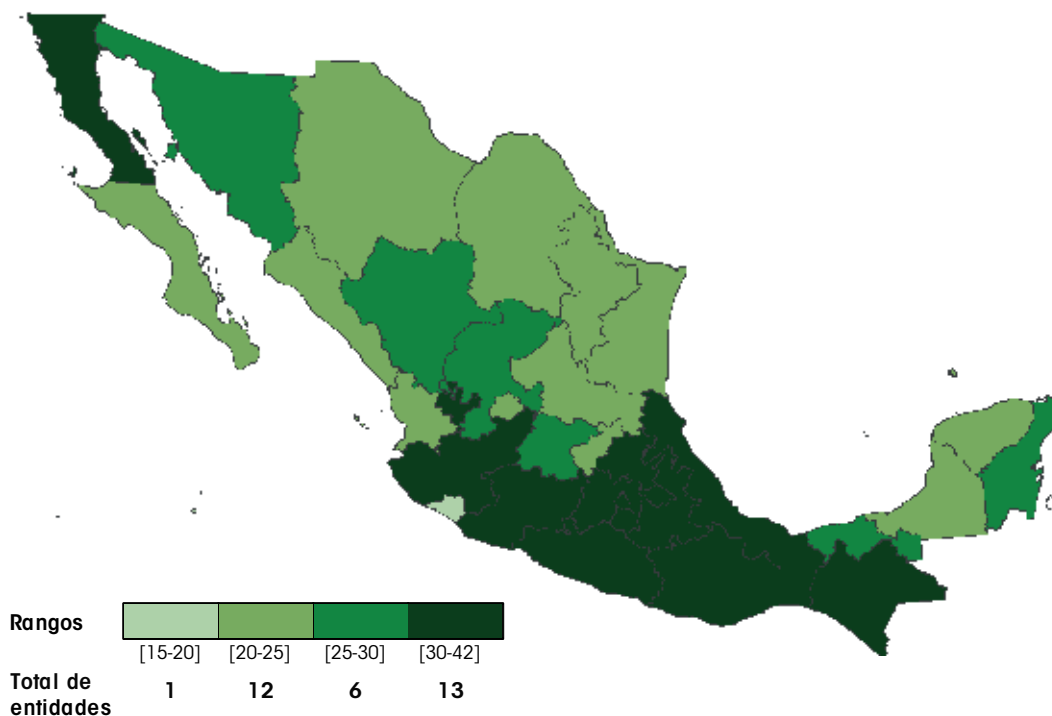 Rangos
[15-20] [20-25] [25-30] [30-42]
Total de
entidades
1 12 6 13